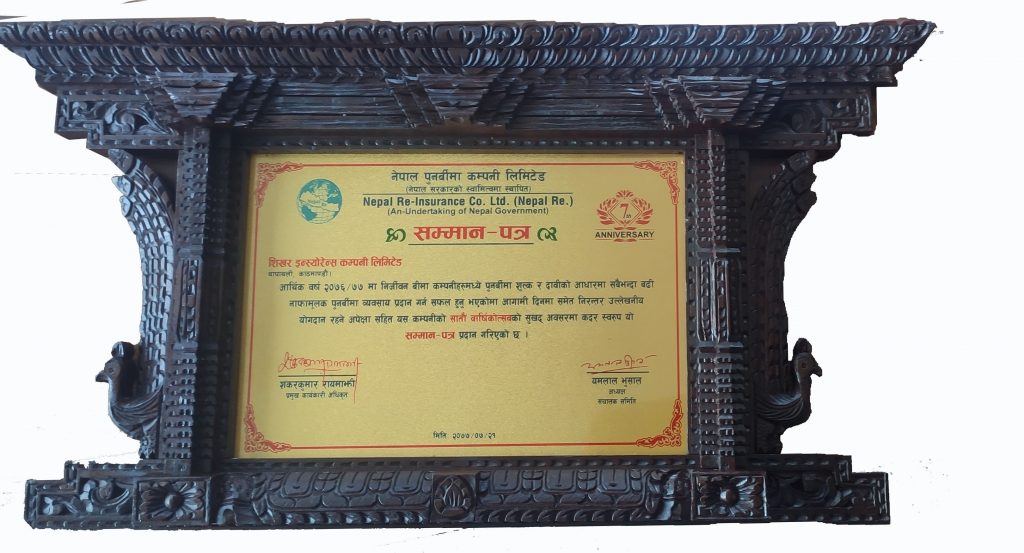 नेपाल पुनर्बीमा कम्पनी लिमिटेड
(नेपाल सरकारको स्वामित्वमा स्थापित)
Nepal Re-Insurance Co. Ltd. (Nepal Re.)
(An-Undertaking of Nepal Government)
7th
ANNIVERSARY
सम्मान-पत्र
शिखर इन्स्योरेन्स कम्पनी लिमिटेड
थापाथली, काठमाण्डौ।
आर्थिक वर्ष २०७६/७७ मा निर्जीवन बीमा कम्पनीहरुमध्ये पुनर्बीमा शुल्क र दावीको आधारमा सबैभन्दा बढी
नाफामूलक पुनर्बीमा व्यवसाय प्रदान गर्न सफल हुनु भएकोमा आगामी दिनमा समेत निरन्तर उल्लेखनीय
योगदान रहने अपेक्षा सहित यस कम्पनीको सातौं वार्षिकोत्सवको सुखद् अवसरमा कदर स्वरुप यो
सम्मान-पत्र प्रदान गरिएको छ ।
शंकरकुमार रायमाझी
प्रमुख कार्यकारी अधिकृत
यमलाल भुसाल
अध्यक्ष
संचालक समिति
मिति २०७७/०७/२१